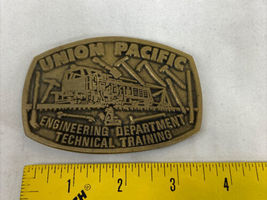 UNION PACIFIC
ENGINEERING DEPARTMENT
TECHNICAL TRAINING
1 2 3 4